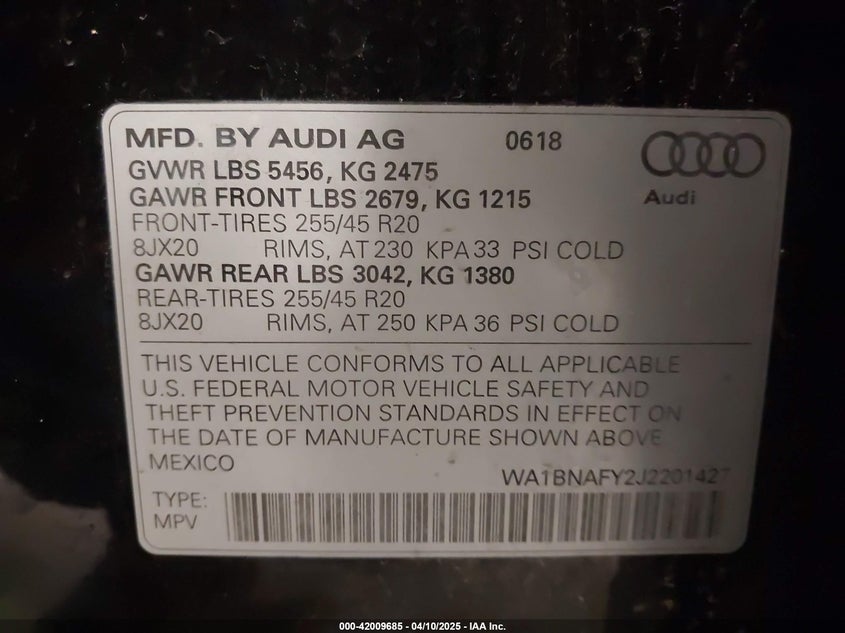 MFD. BY AUDI AG 0618
GVWR LBS 5456, KG 2475
GAWR FRONT LBS 2679, KG 1215
Audi
FRONT-TIRES 255/45 R20
8JX20 RIMS, AT 230 KPA 33 PSI COLD
GAWR REAR LBS 3042, KG 1380
REAR-TIRES 255/45 R20
8JX20 RIMS, AT 250 KPA 36 PSI COLD
THIS VEHICLE CONFORMS TO ALL APPLICABLE
U.S. FEDERAL MOTOR VEHICLE SAFETY AND
THEFT PREVENTION STANDARDS IN EFFECT ON
THE DATE OF MANUFACTURE SHOWN ABOVE
MEXICO
WA1BNAFY2J2201427
TYPE:
MPV
000-42009685 - 04/10/2025 - IAA Inc.